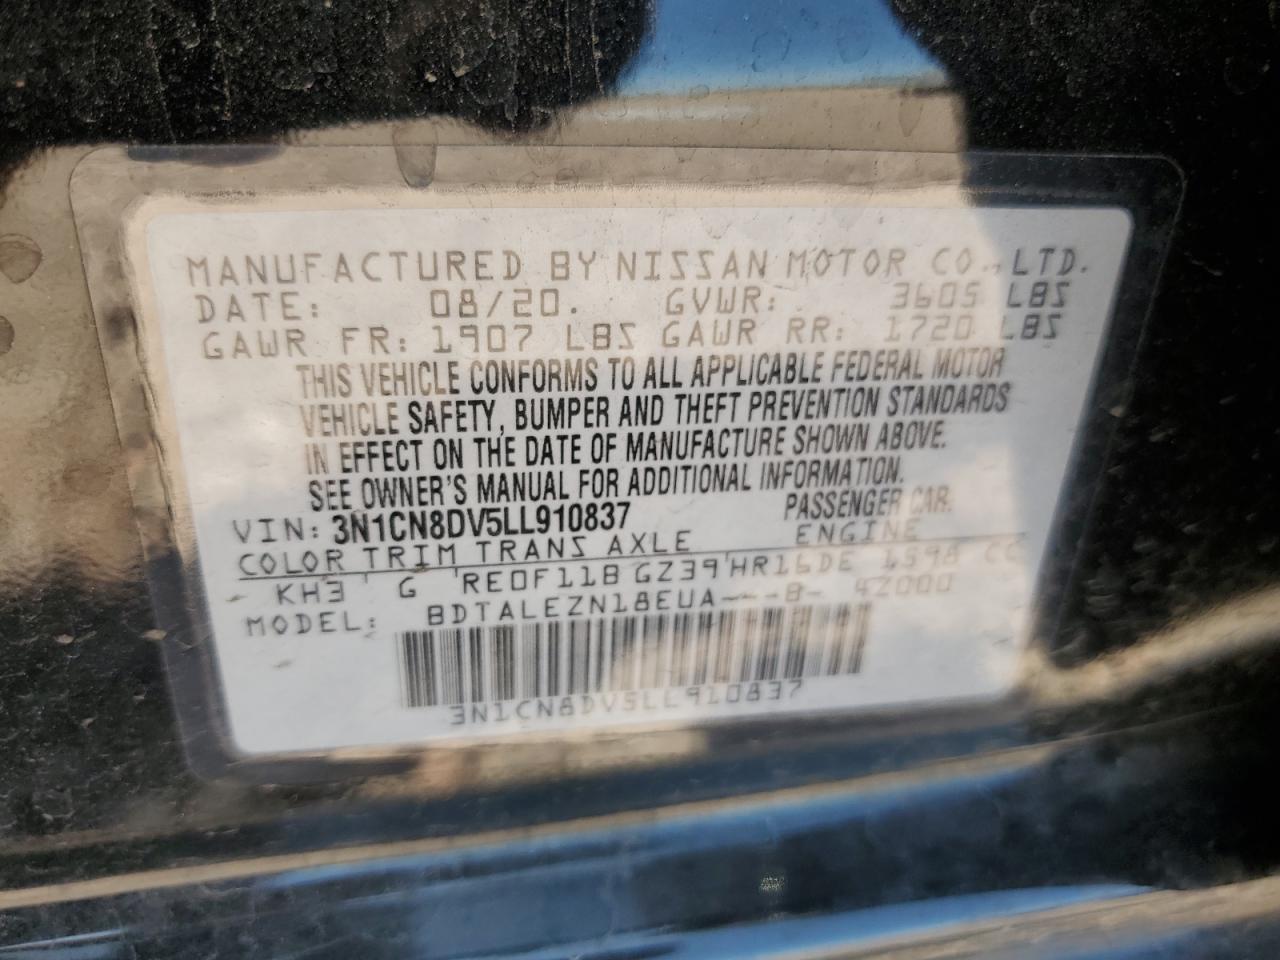 MANUFACTURED BY NISSAN MOTOR CO., LTD.
DATE: 08/20. GVWR: 3605 LBS
GAWR FR: 1907 LBS GAWR RR: 1720 LBS
THIS VEHICLE CONFORMS TO ALL APPLICABLE FEDERAL MOTOR
VEHICLE SAFETY, BUMPER AND THEFT PREVENTION STANDARDS
IN EFFECT ON THE DATE OF MANUFACTURE SHOWN ABOVE.
SEE OWNER'S MANUAL FOR ADDITIONAL INFORMATION.
VIN: 3N1CN8DV5LL910837 PASSENGER CAR.
COLOR TRIM TRANS AXLE ENGINE
KH3 G RE0F11B GZ39 HR16DE 1598 CC
MODEL: BDTALEZN18EUA---B- 42000
3N1CN8DV5LL910837